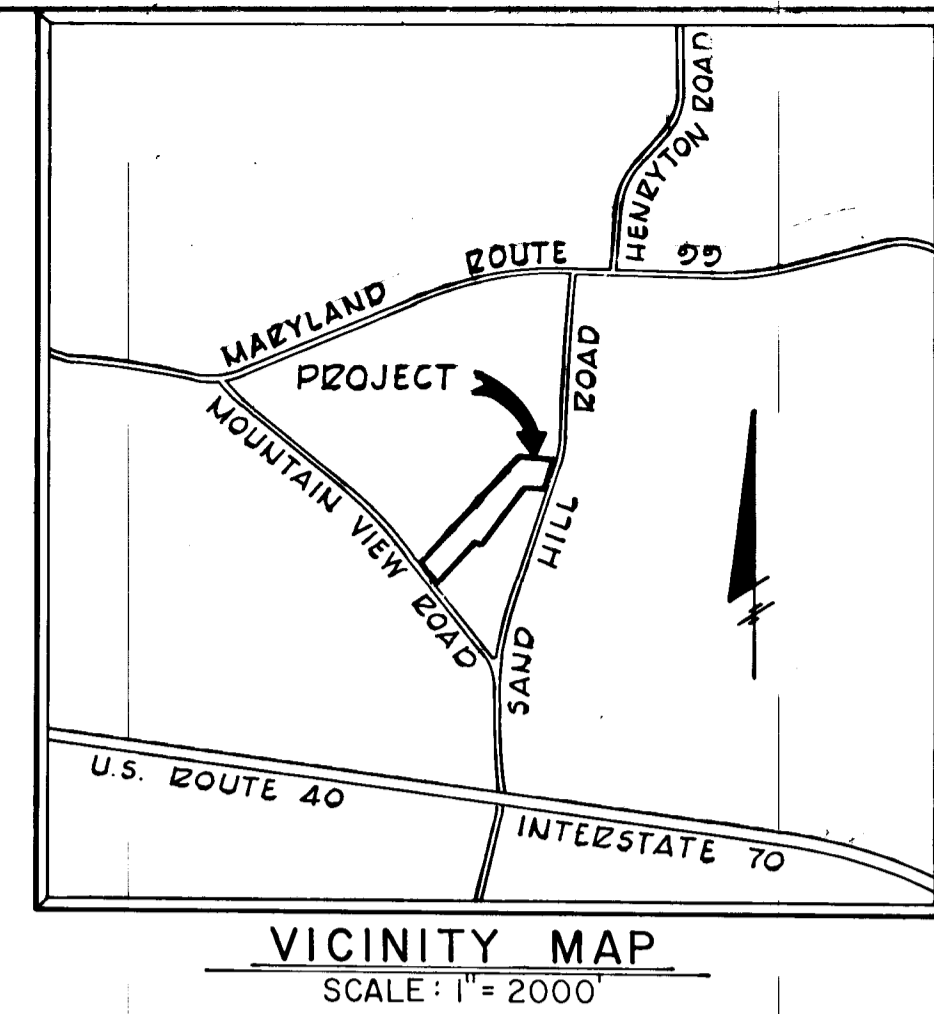 HENRYTON ROAD
MARYLAND ROUTE 99
PROJECT
MOUNTAIN VIEW ROAD
SAND HILL ROAD
U.S. ROUTE 40
INTERSTATE 70
VICINITY MAP
SCALE: 1" = 2000'